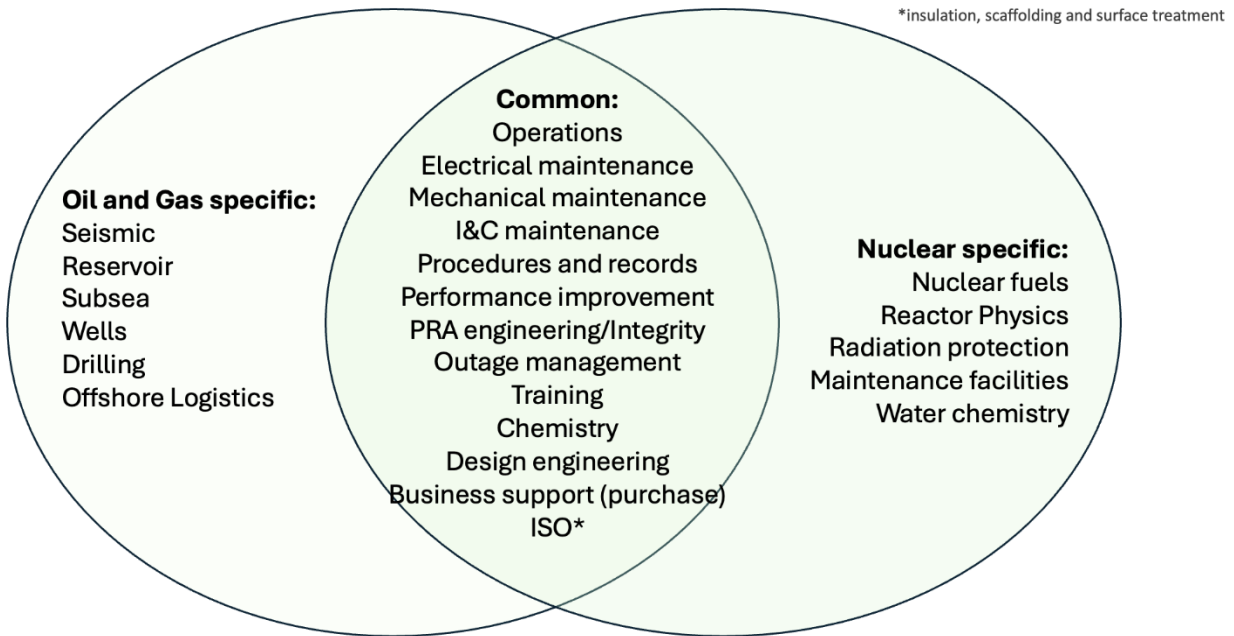 *insulation, scaffolding and surface treatment
Oil and Gas specific:
Seismic
Reservoir
Subsea
Wells
Drilling
Offshore Logistics
Common:
Operations
Electrical maintenance
Mechanical maintenance
I&C maintenance
Procedures and records
Performance improvement
PRA engineering/Integrity
Outage management
Training
Chemistry
Design engineering
Business support (purchase)
ISO*
Nuclear specific:
Nuclear fuels
Reactor Physics
Radiation protection
Maintenance facilities
Water chemistry